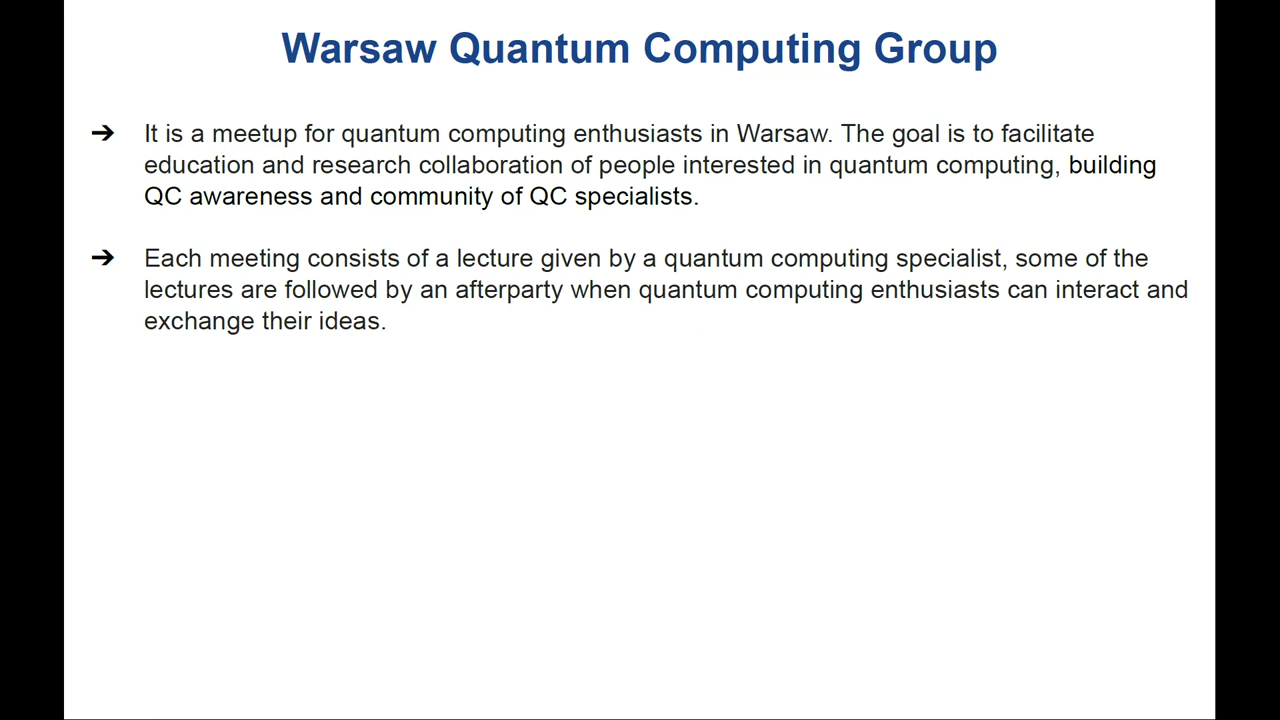 Warsaw Quantum Computing Group
➔ It is a meetup for quantum computing enthusiasts in Warsaw. The goal is to facilitate
education and research collaboration of people interested in quantum computing, building
QC awareness and community of QC specialists.
➔ Each meeting consists of a lecture given by a quantum computing specialist, some of the
lectures are followed by an afterparty when quantum computing enthusiasts can interact and
exchange their ideas.